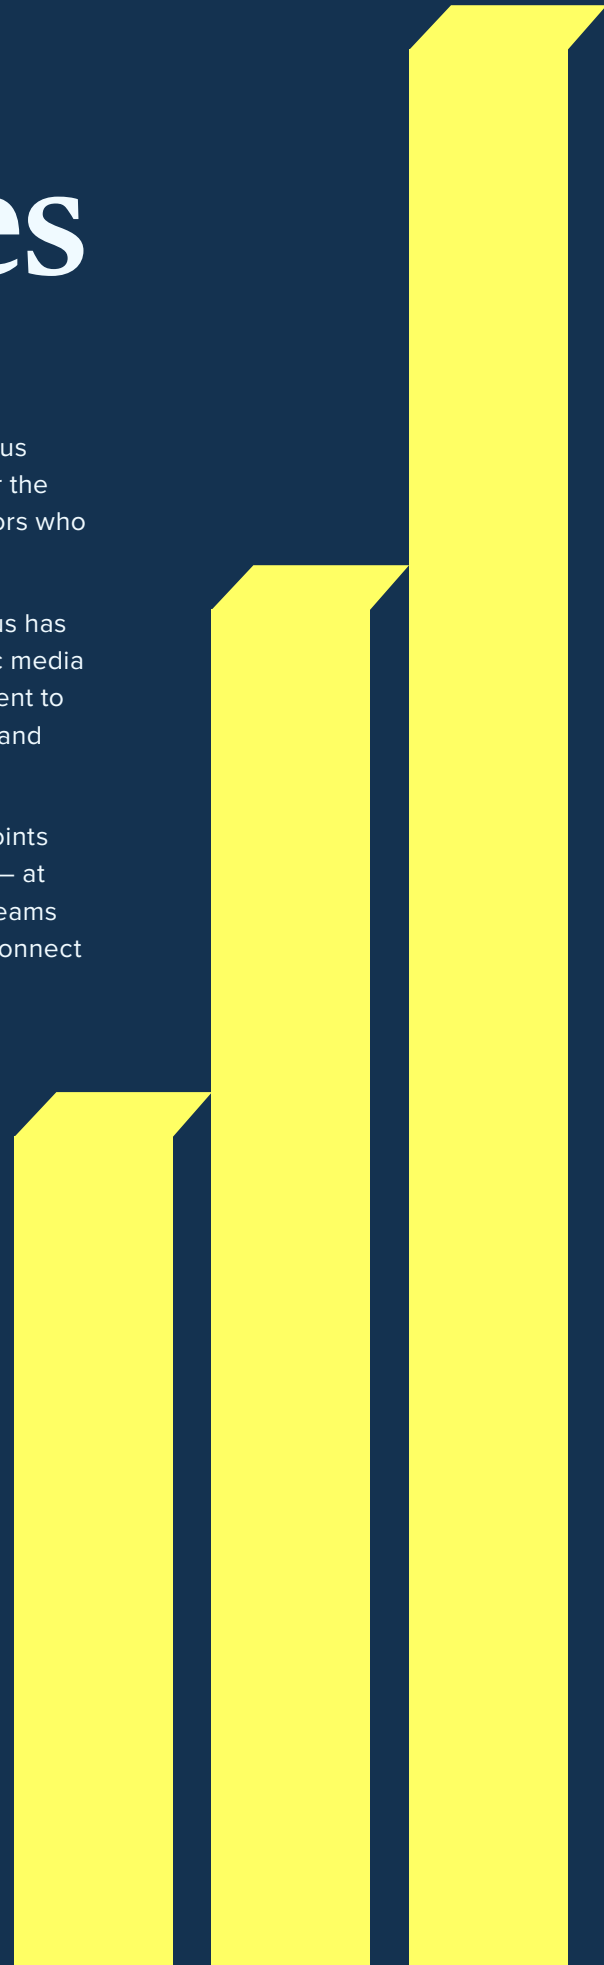 es
us
the
ors who
us has
media
ent to
and
oints
– at
eams
onnect